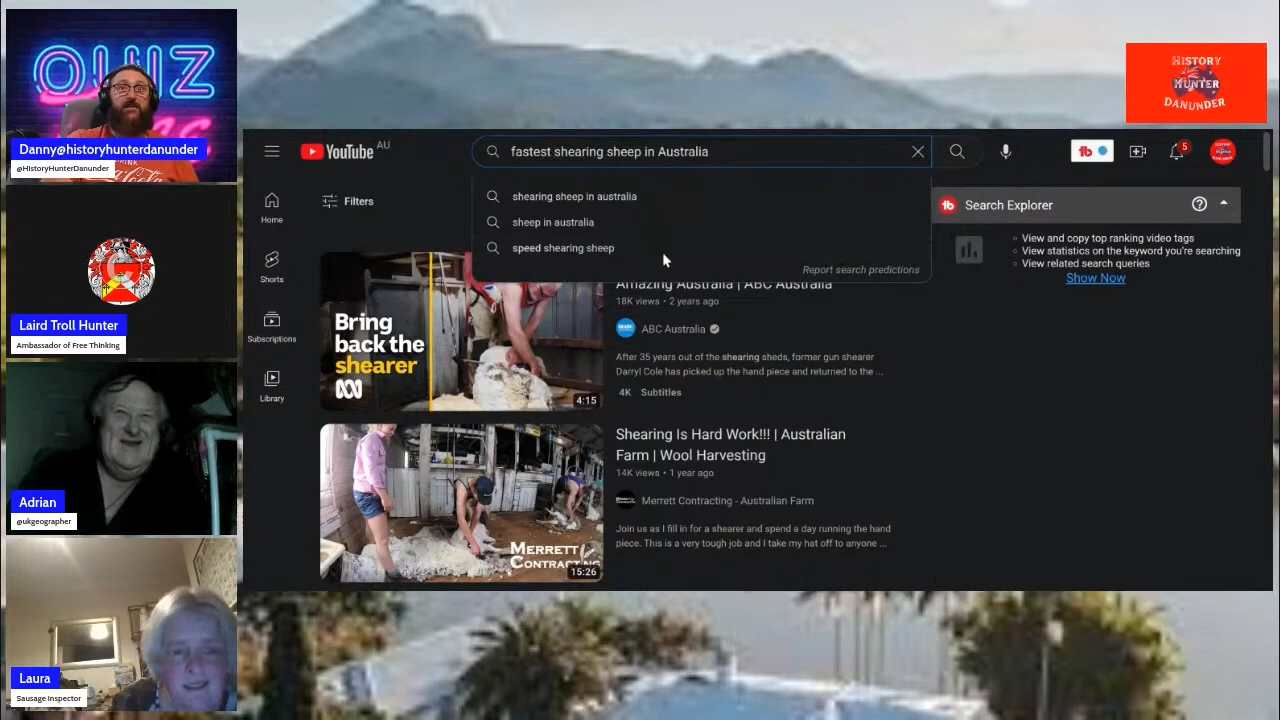 QUIZ
Danny@historyhunterdanunder
@HistoryHunterDanunder
Laird Troll Hunter
Ambassador of Free Thinking
Adrian
@ukgeographer
Laura
Sausage Inspector
HISTORY
HUNTER
DANUNDER
YouTube AU
fastest shearing sheep in Australia
5
Home
Shorts
Subscriptions
Library
Filters
shearing sheep in australia
sheep in australia
speed shearing sheep
Report search predictions
Search Explorer
View and copy top ranking video tags
View statistics on the keyword you're searching
View related search queries
Show Now
Bring
back the
shearer
4:15
Amazing Australia | ABC Australia
18K views • 2 years ago
ABC Australia
After 35 years out of the shearing sheds, former gun shearer
Darryl Cole has picked up the hand piece and returned to the ...
4K Subtitles
MERRETT
CONTRACTING
15:26
Shearing Is Hard Work!!! | Australian
Farm | Wool Harvesting
14K views • 1 year ago
Merrett Contracting - Australian Farm
Join us as I fill in for a shearer and spend a day running the hand
piece. This is a very tough job and I take my hat off to anyone ...